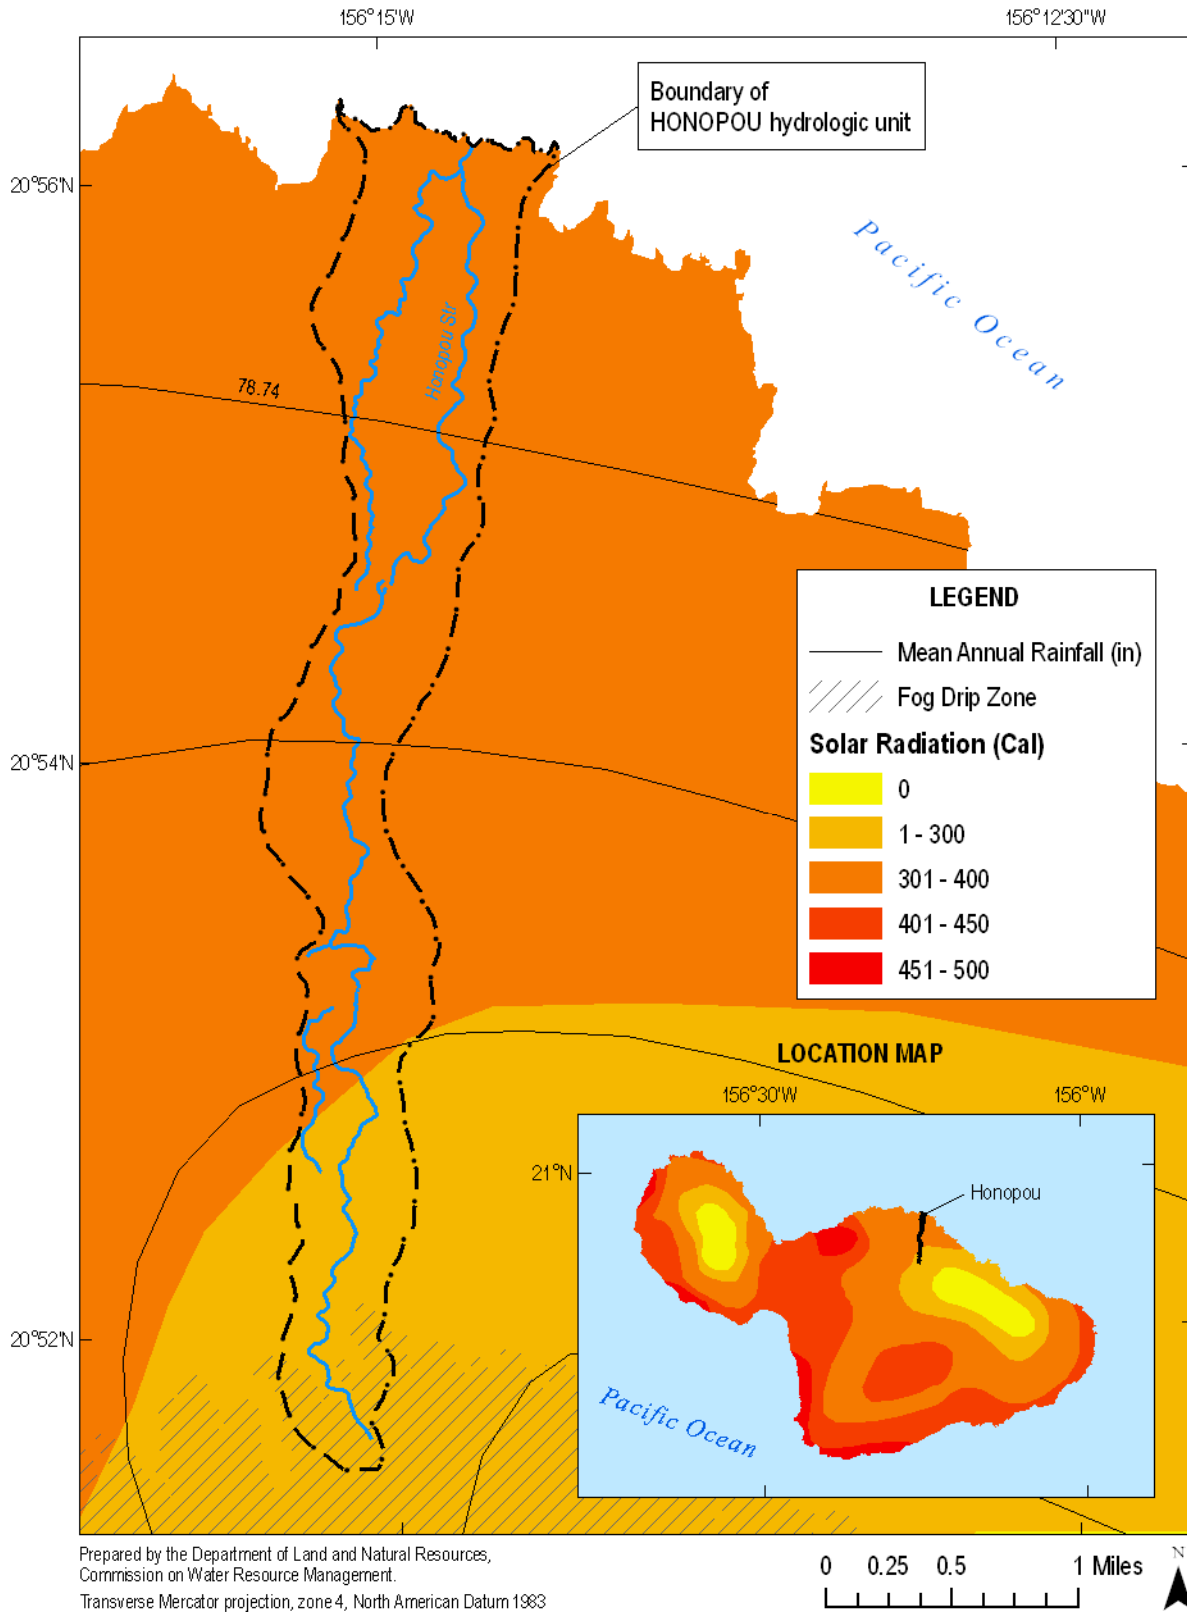 156°15'W
156°12'30"W
Boundary of
HONOPOU hydrologic unit
20°56'N
Pacific Ocean
Honopou Str
78.74
LEGEND
Mean Annual Rainfall (in)
Fog Drip Zone
Solar Radiation (Cal)
0
1 - 300
301 - 400
401 - 450
451 - 500
20°54'N
LOCATION MAP
156°30'W
156°W
21°N
Honopou
Pacific Ocean
20°52'N
Prepared by the Department of Land and Natural Resources,
Commission on Water Resource Management.
Transverse Mercator projection, zone 4, North American Datum 1983
0 0.25 0.5 1 Miles
N